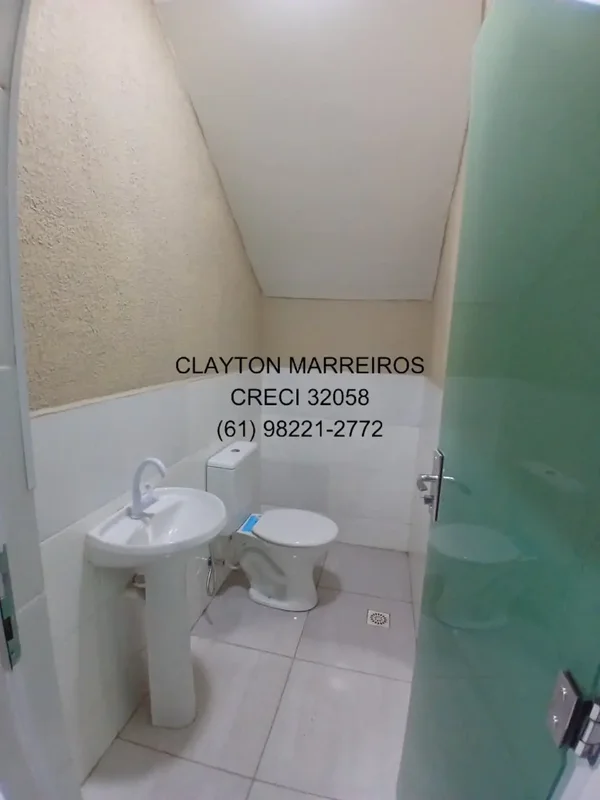 CLAYTON MARREIROS
CRECI 32058
(61) 98221-2772